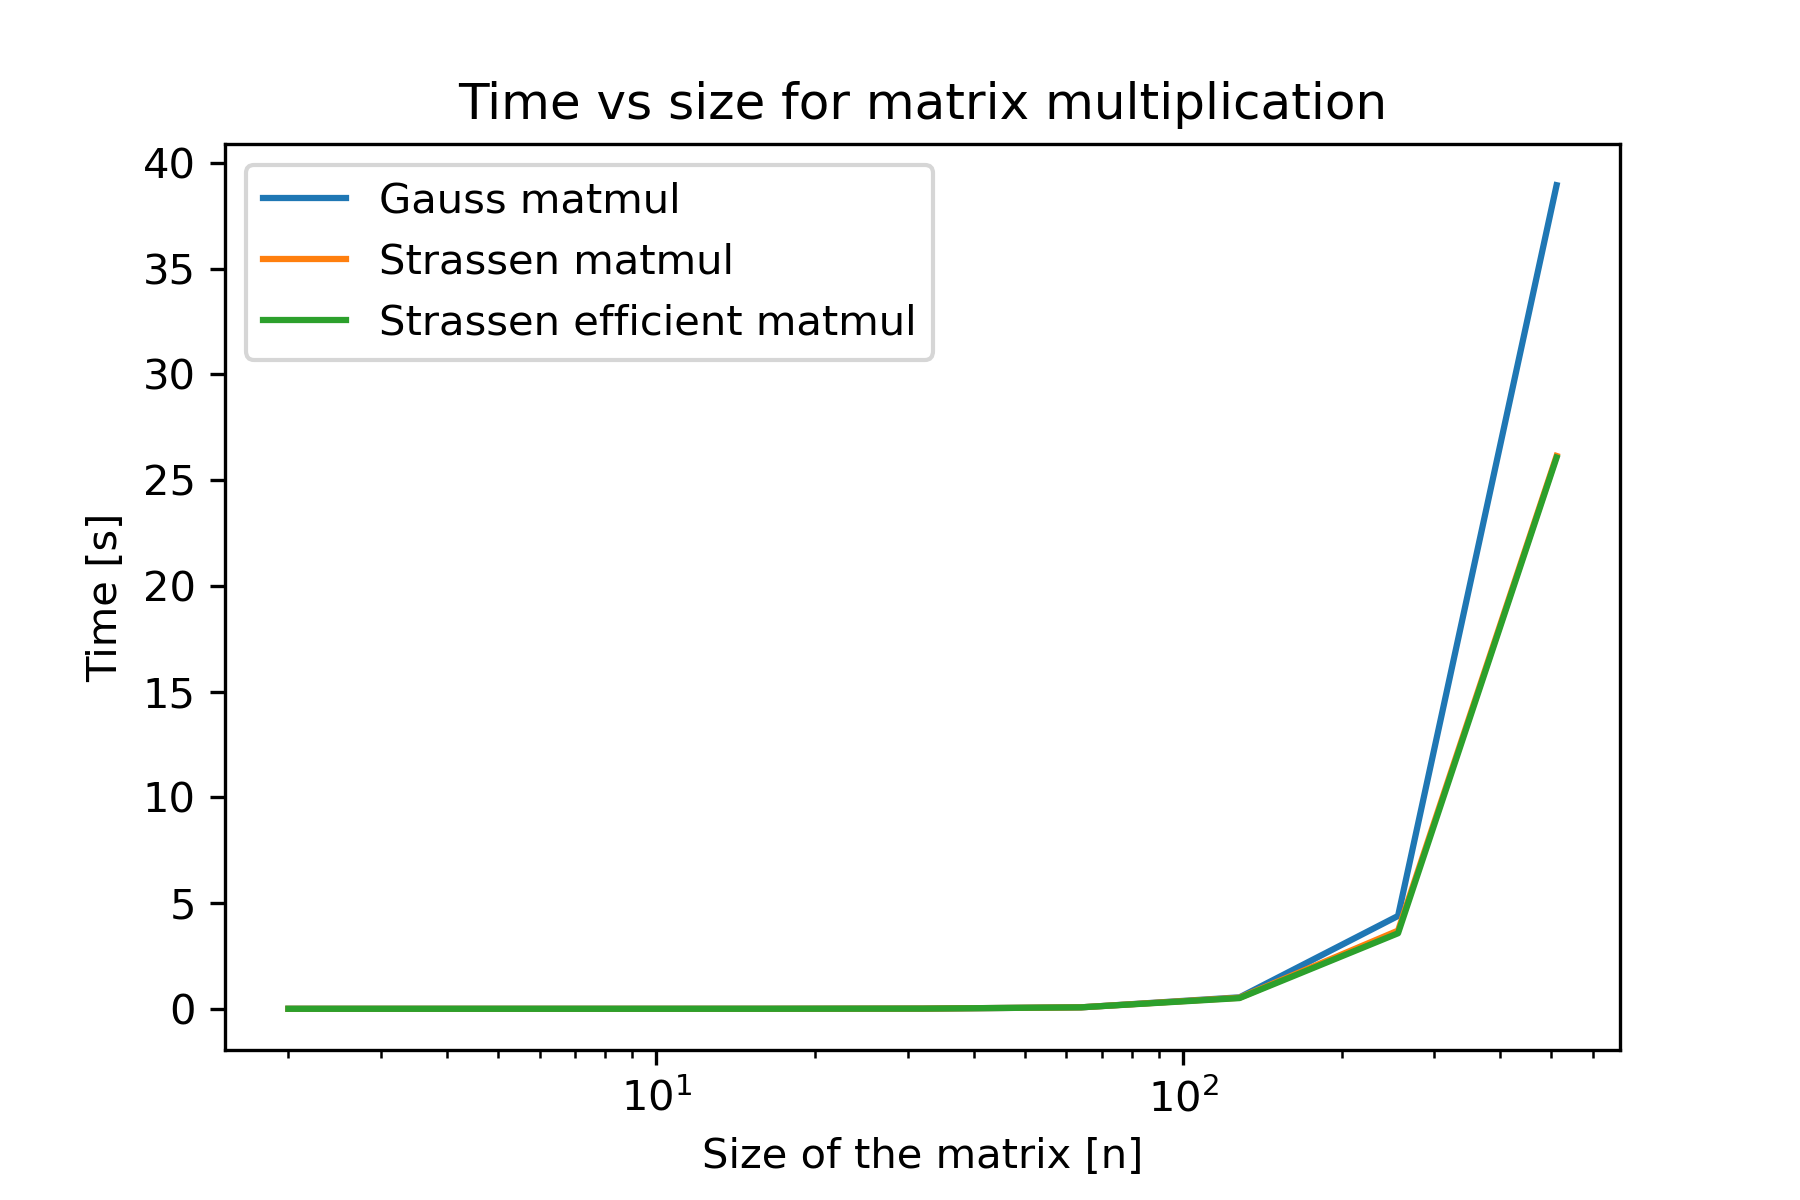 Time vs size for matrix multiplication
40
35
30
25
20
15
10
5
0
Time [s]
Gauss matmul
Strassen matmul
Strassen efficient matmul
10¹
10²
Size of the matrix [n]